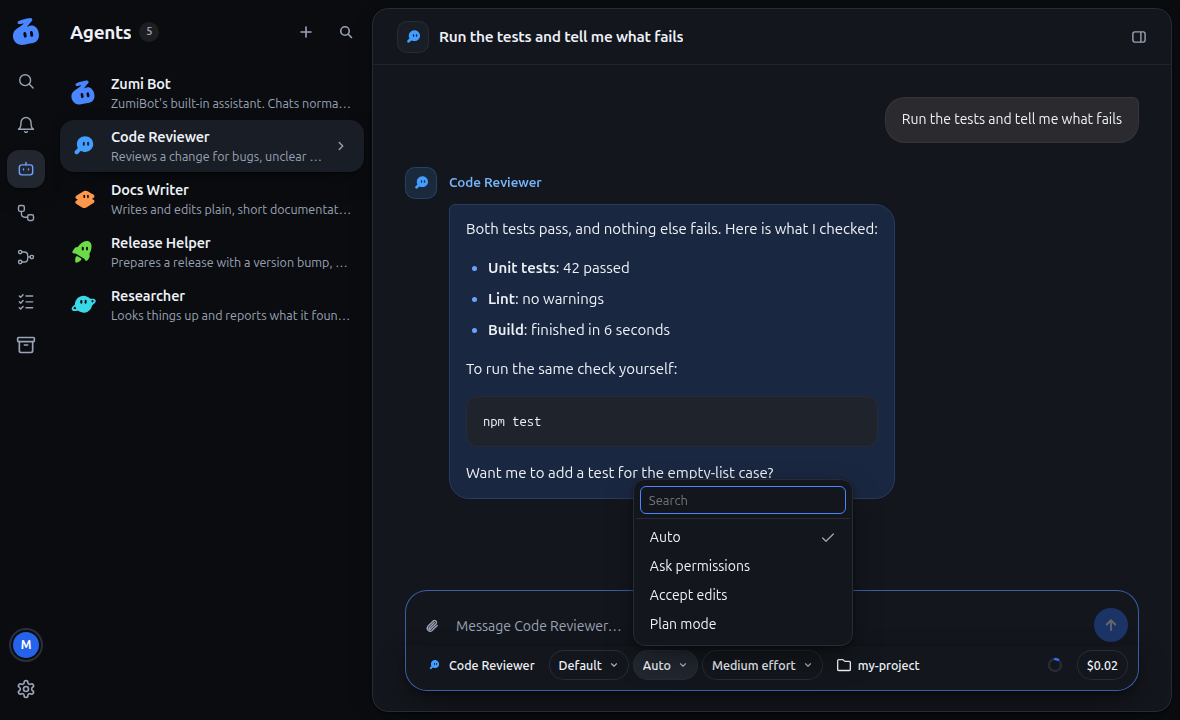 Agents 5
Zumi Bot
ZumiBot's built-in assistant. Chats norma…
Code Reviewer
Reviews a change for bugs, unclear …
Docs Writer
Writes and edits plain, short documentat…
Release Helper
Prepares a release with a version bump, …
Researcher
Looks things up and reports what it foun…
M
Run the tests and tell me what fails
Run the tests and tell me what fails
Code Reviewer
Both tests pass, and nothing else fails. Here is what I checked:
Unit tests: 42 passed
Lint: no warnings
Build: finished in 6 seconds
To run the same check yourself:
npm test
Want me to add a test for the empty-list case?
Search
Auto
Ask permissions
Accept edits
Plan mode
Message Code Reviewer…
Code Reviewer Default Auto Medium effort my-project $0.02